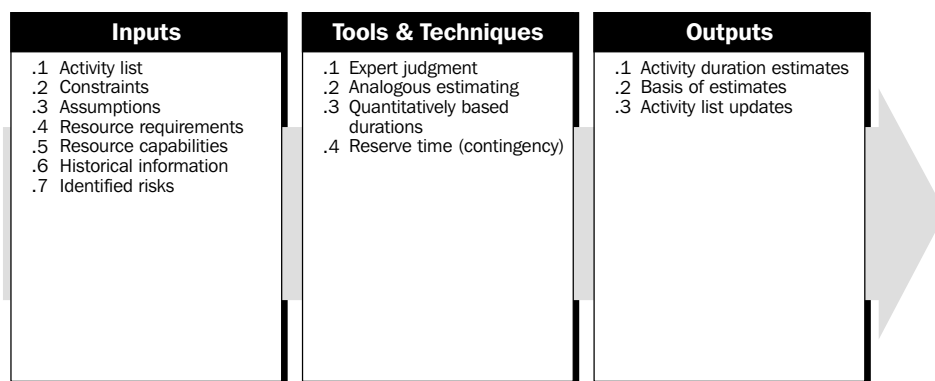 Inputs
.1 Activity list
.2 Constraints
.3 Assumptions
.4 Resource requirements
.5 Resource capabilities
.6 Historical information
.7 Identified risks
Tools & Techniques
.1 Expert judgment
.2 Analogous estimating
.3 Quantitatively based
durations
.4 Reserve time (contingency)
Outputs
.1 Activity duration estimates
.2 Basis of estimates
.3 Activity list updates